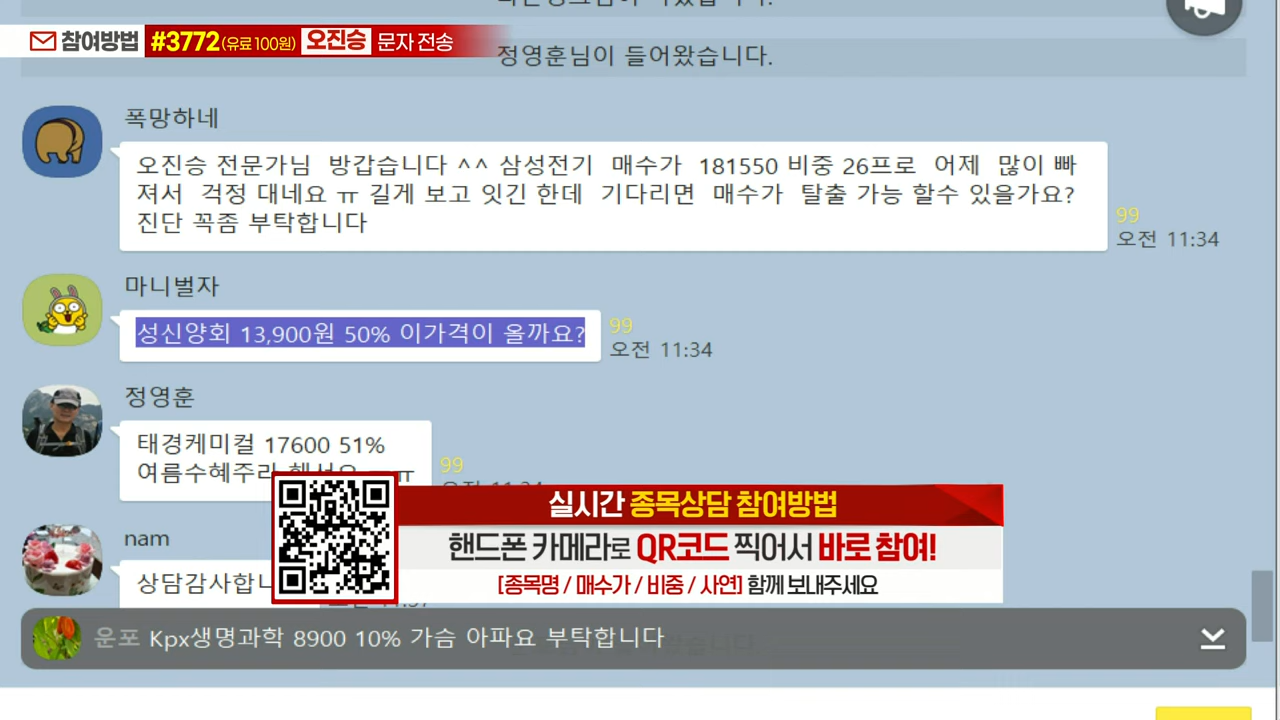 참여방법 #3772(유료100원) 오진승 문자 전송
정영훈님이 들어왔습니다.
폭망하네
오진승 전문가님 방갑습니다 ^^ 삼성전기 매수가 181550 비중 26프로 어제 많이 빠
져서 걱정 대네요 ㅠ 길게 보고 잇긴 한데 기다리면 매수가 탈출 가능 할수 있을가요?
진단 꼭좀 부탁합니다
99
오전 11:34
마니벌자
성신양회 13,900원 50% 이가격이 올까요?
99
오전 11:34
정영훈
태경케미컬 17600 51%
여름수혜주라
99
nam
상담감사합니
실시간 종목상담 참여방법
핸드폰 카메라로 QR코드 찍어서 바로 참여!
[종목명 / 매수가 / 비중 / 사연] 함께 보내주세요
운포 Kpx생명과학 8900 10% 가슴 아파요 부탁합니다